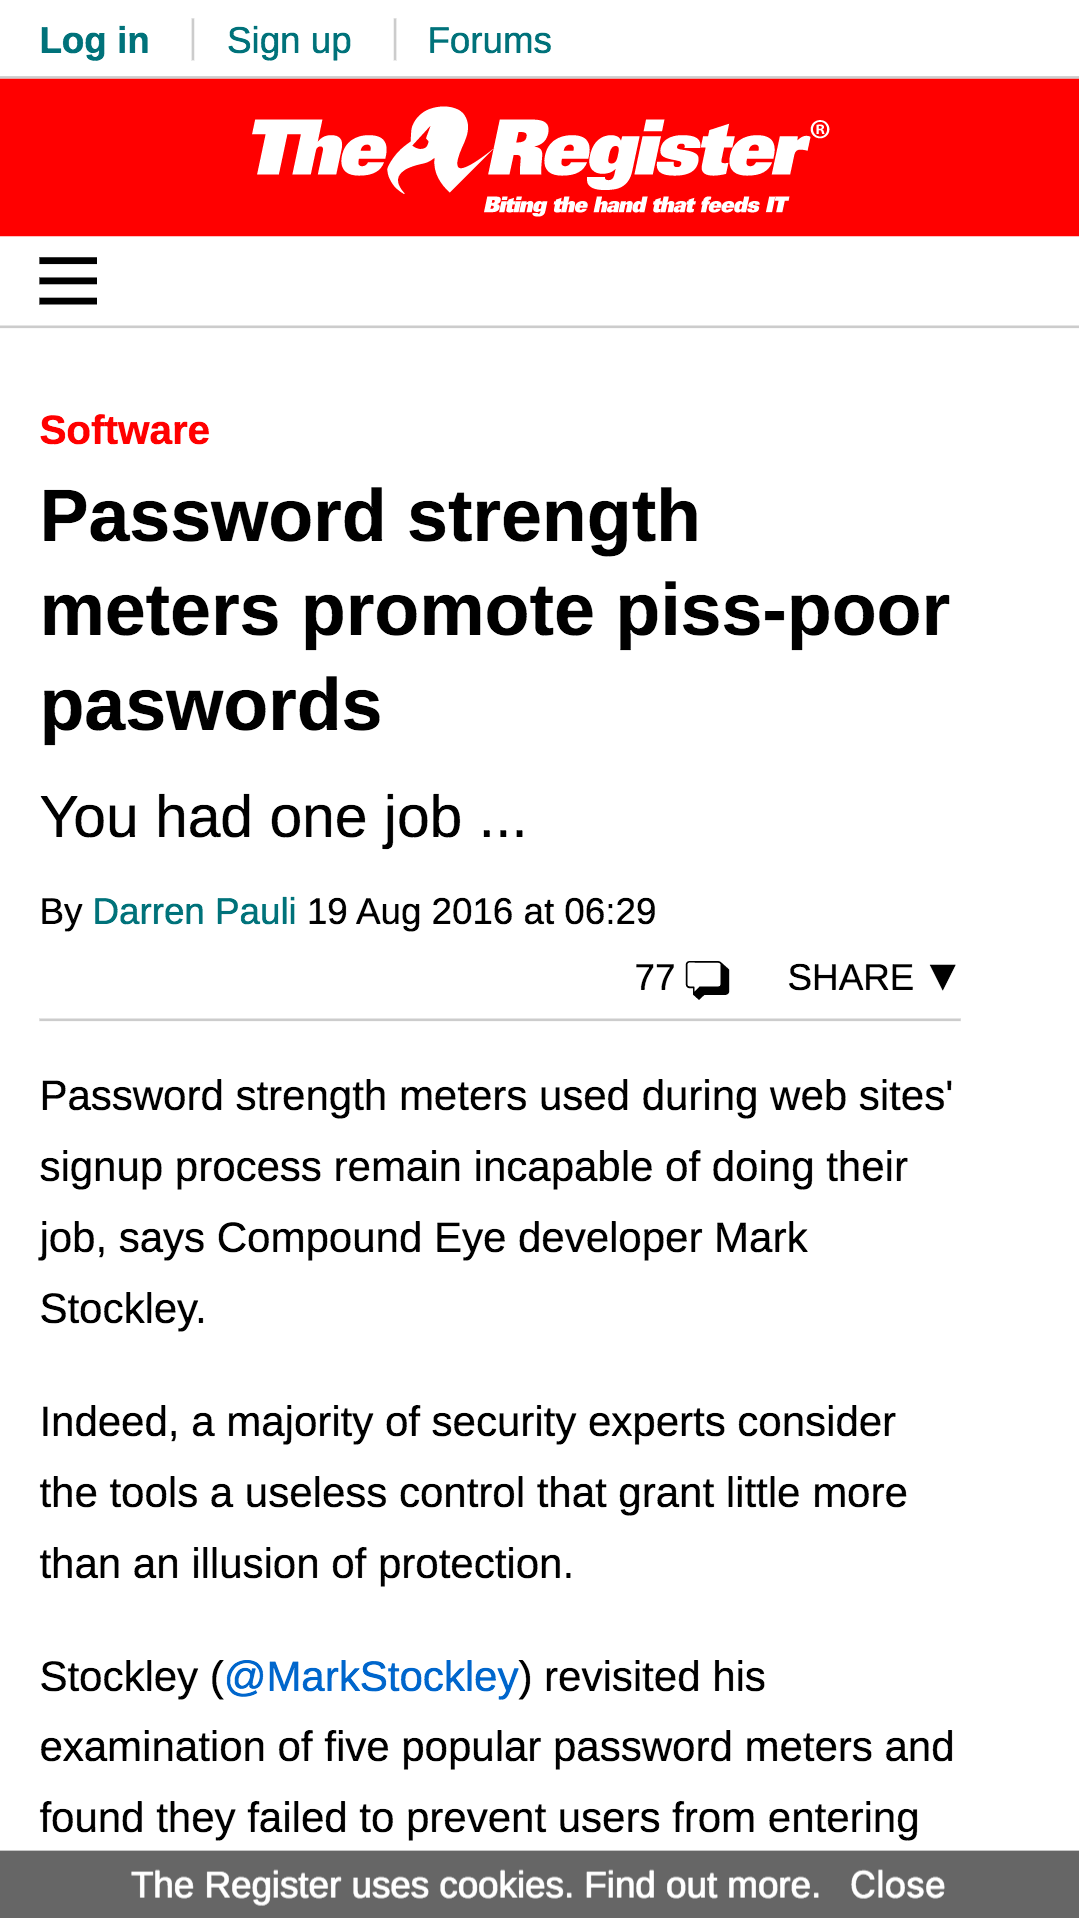 Log in
Sign up
Forums
The Register®
Biting the hand that feeds IT
Software
Password strength
meters promote piss-poor
paswords
You had one job ...
By Darren Pauli 19 Aug 2016 at 06:29
77
SHARE ▼
Password strength meters used during web sites'
signup process remain incapable of doing their
job, says Compound Eye developer Mark
Stockley.
Indeed, a majority of security experts consider
the tools a useless control that grant little more
than an illusion of protection.
Stockley (@MarkStockley) revisited his
examination of five popular password meters and
found they failed to prevent users from entering
The Register uses cookies. Find out more. Close